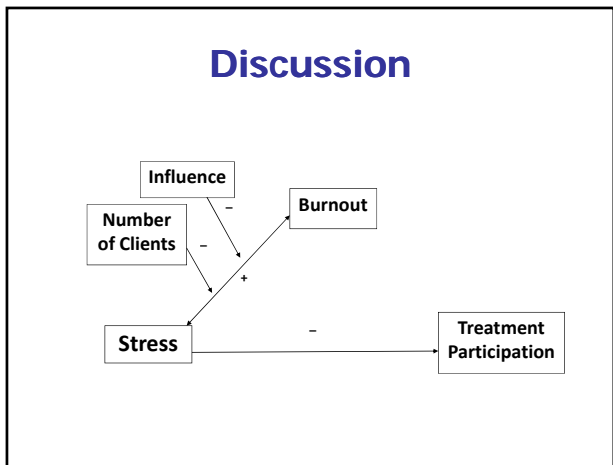 Discussion
Influence
–
Burnout
Number
of Clients
–
+
Stress
–
Treatment
Participation